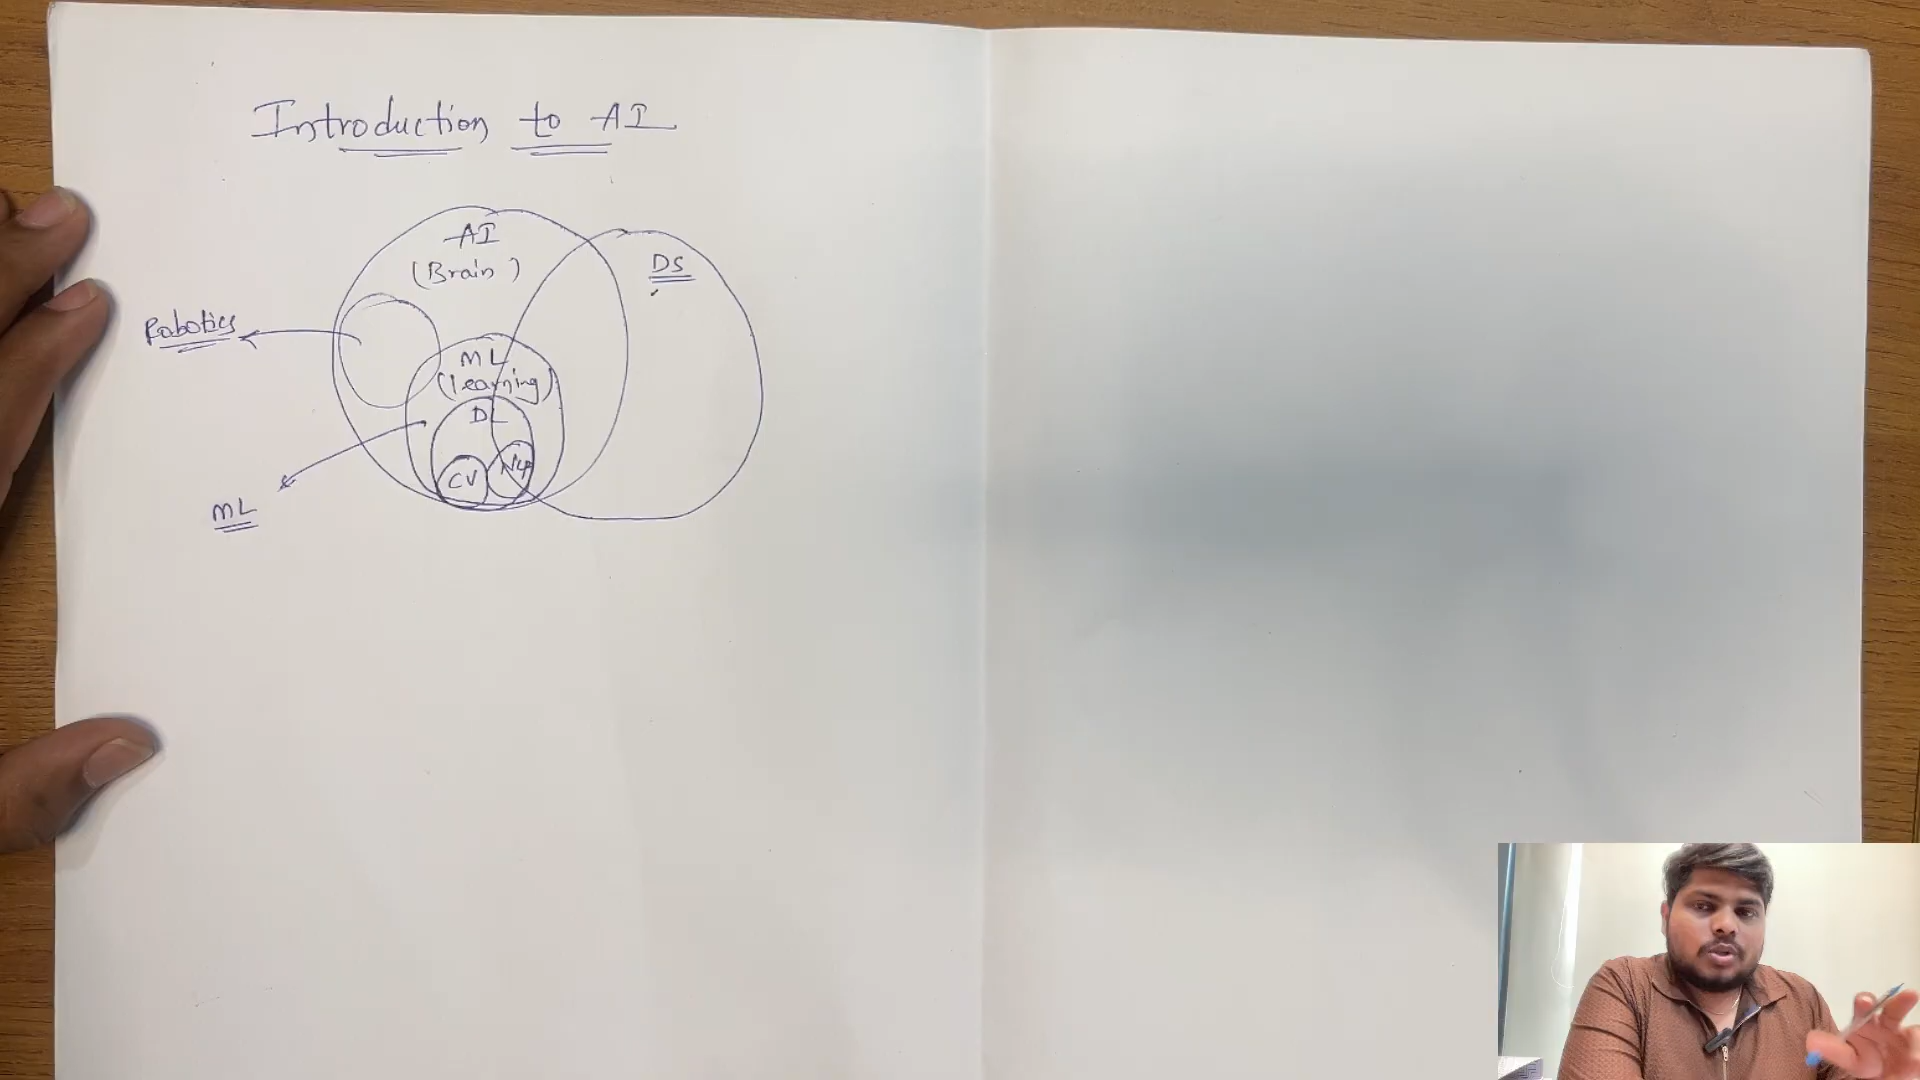 Introduction to AI
AI
(Brain)
DS
Robotics
ML
(learning)
DL
CV
NLP
ML